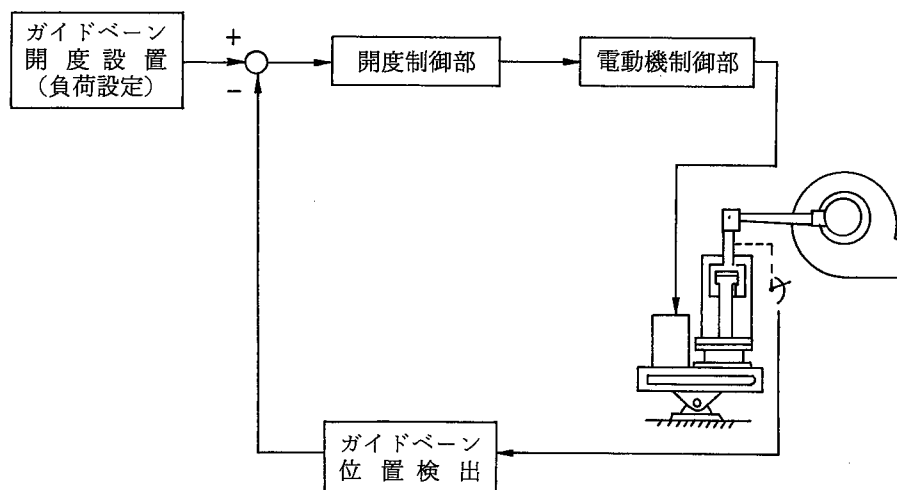 ガイドベーン
開度設置
(負荷設定)
+
−
開度制御部
電動機制御部
ガイドベーン
位置検出